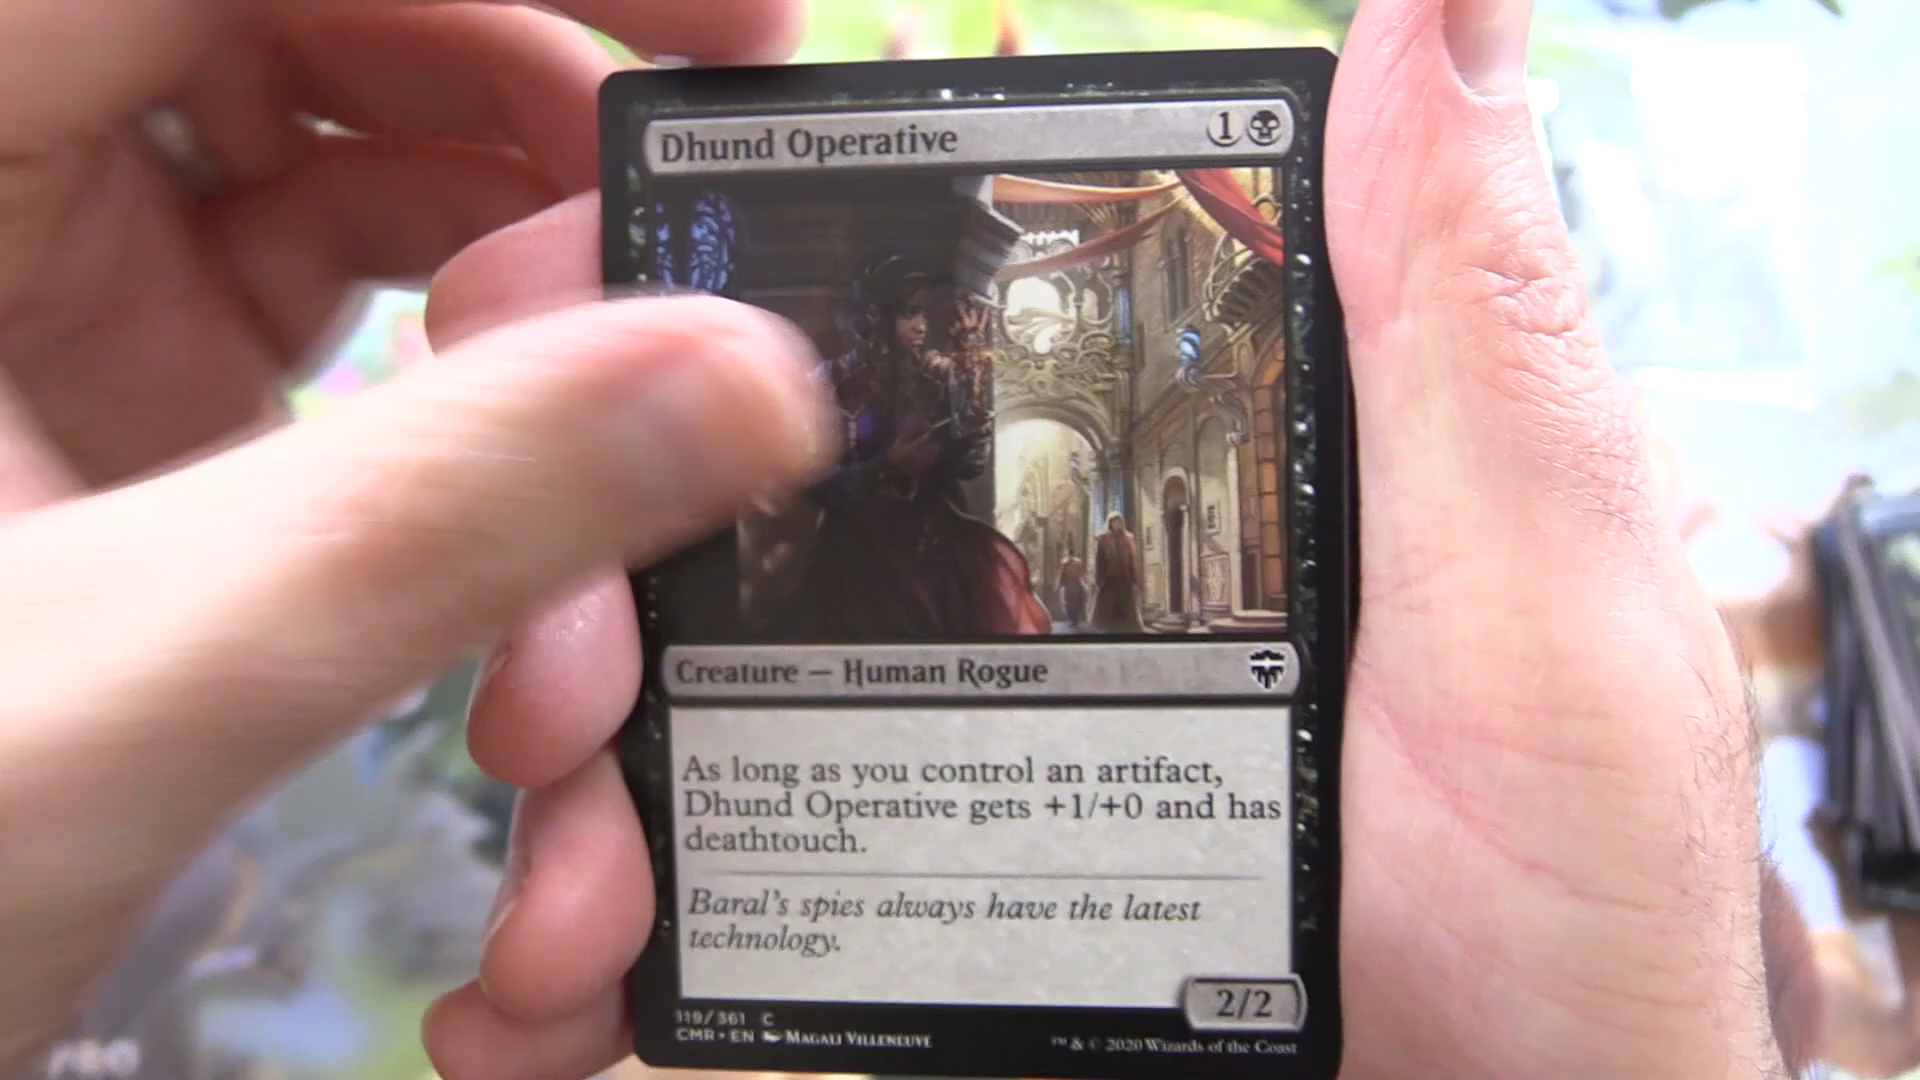 Dhund Operative 1
Creature — Human Rogue
As long as you control an artifact,
Dhund Operative gets +1/+0 and has
deathtouch.
Baral's spies always have the latest
technology.
2/2
119/361 C
CMR • EN Magali Villeneuve
™ & © 2020 Wizards of the Coast